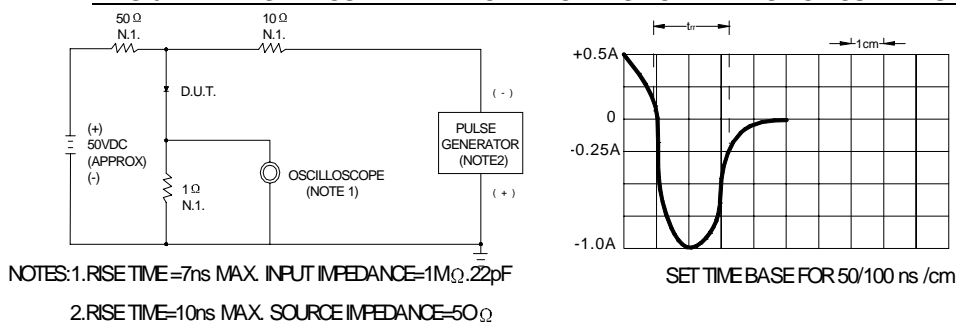 50Ω
N.1.
10Ω
N.1.
D.U.T.
(+)
50VDC
(APPROX)
(-)
1Ω
N.1.
OSCILLOSCOPE
(NOTE 1)
(-)
PULSE
GENERATOR
(NOTE2)
(+)
trr
1cm
+0.5A
0
-0.25A
-1.0A
NOTES:1.RISE TIME=7ns MAX. INPUT IMPEDANCE=1MΩ.22pF
2.RISE TIME=10ns MAX. SOURCE IMPEDANCE=5OΩ
SET TIME BASE FOR 50/100 ns /cm